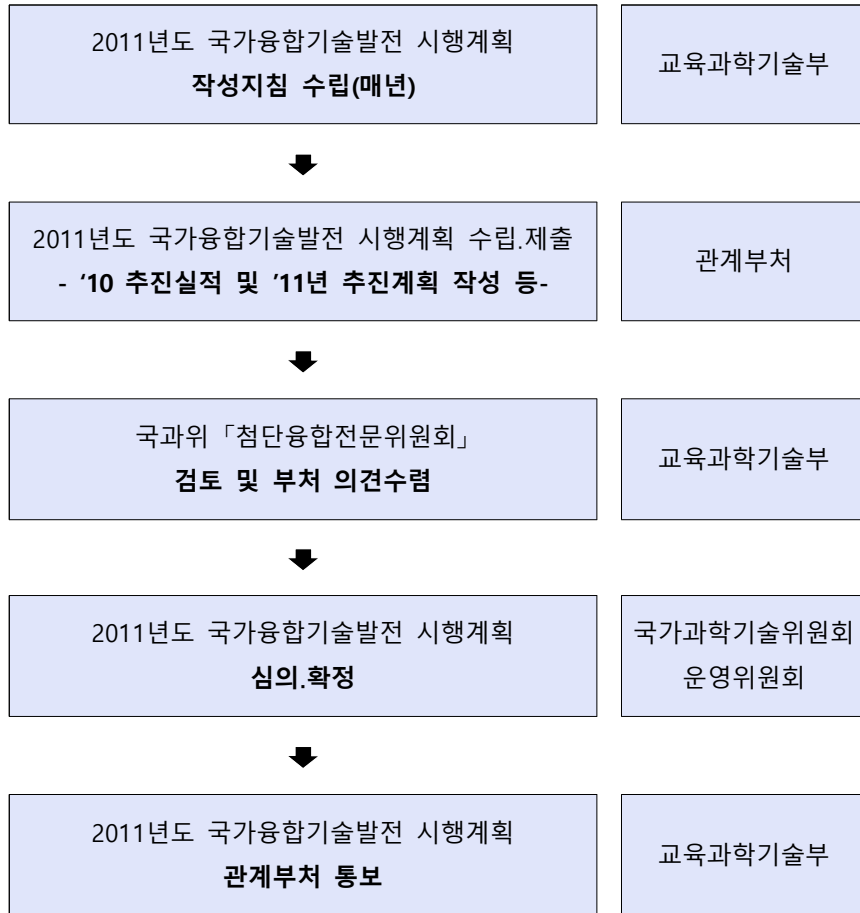 2011년도 국가융합기술발전 시행계획
작성지침 수립(매년)
교육과학기술부
2011년도 국가융합기술발전 시행계획 수립.제출
- ‘10 추진실적 및 ’11년 추진계획 작성 등-
관계부처
국과위「첨단융합전문위원회」
검토 및 부처 의견수렴
교육과학기술부
2011년도 국가융합기술발전 시행계획
심의.확정
국가과학기술위원회
운영위원회
2011년도 국가융합기술발전 시행계획
관계부처 통보
교육과학기술부